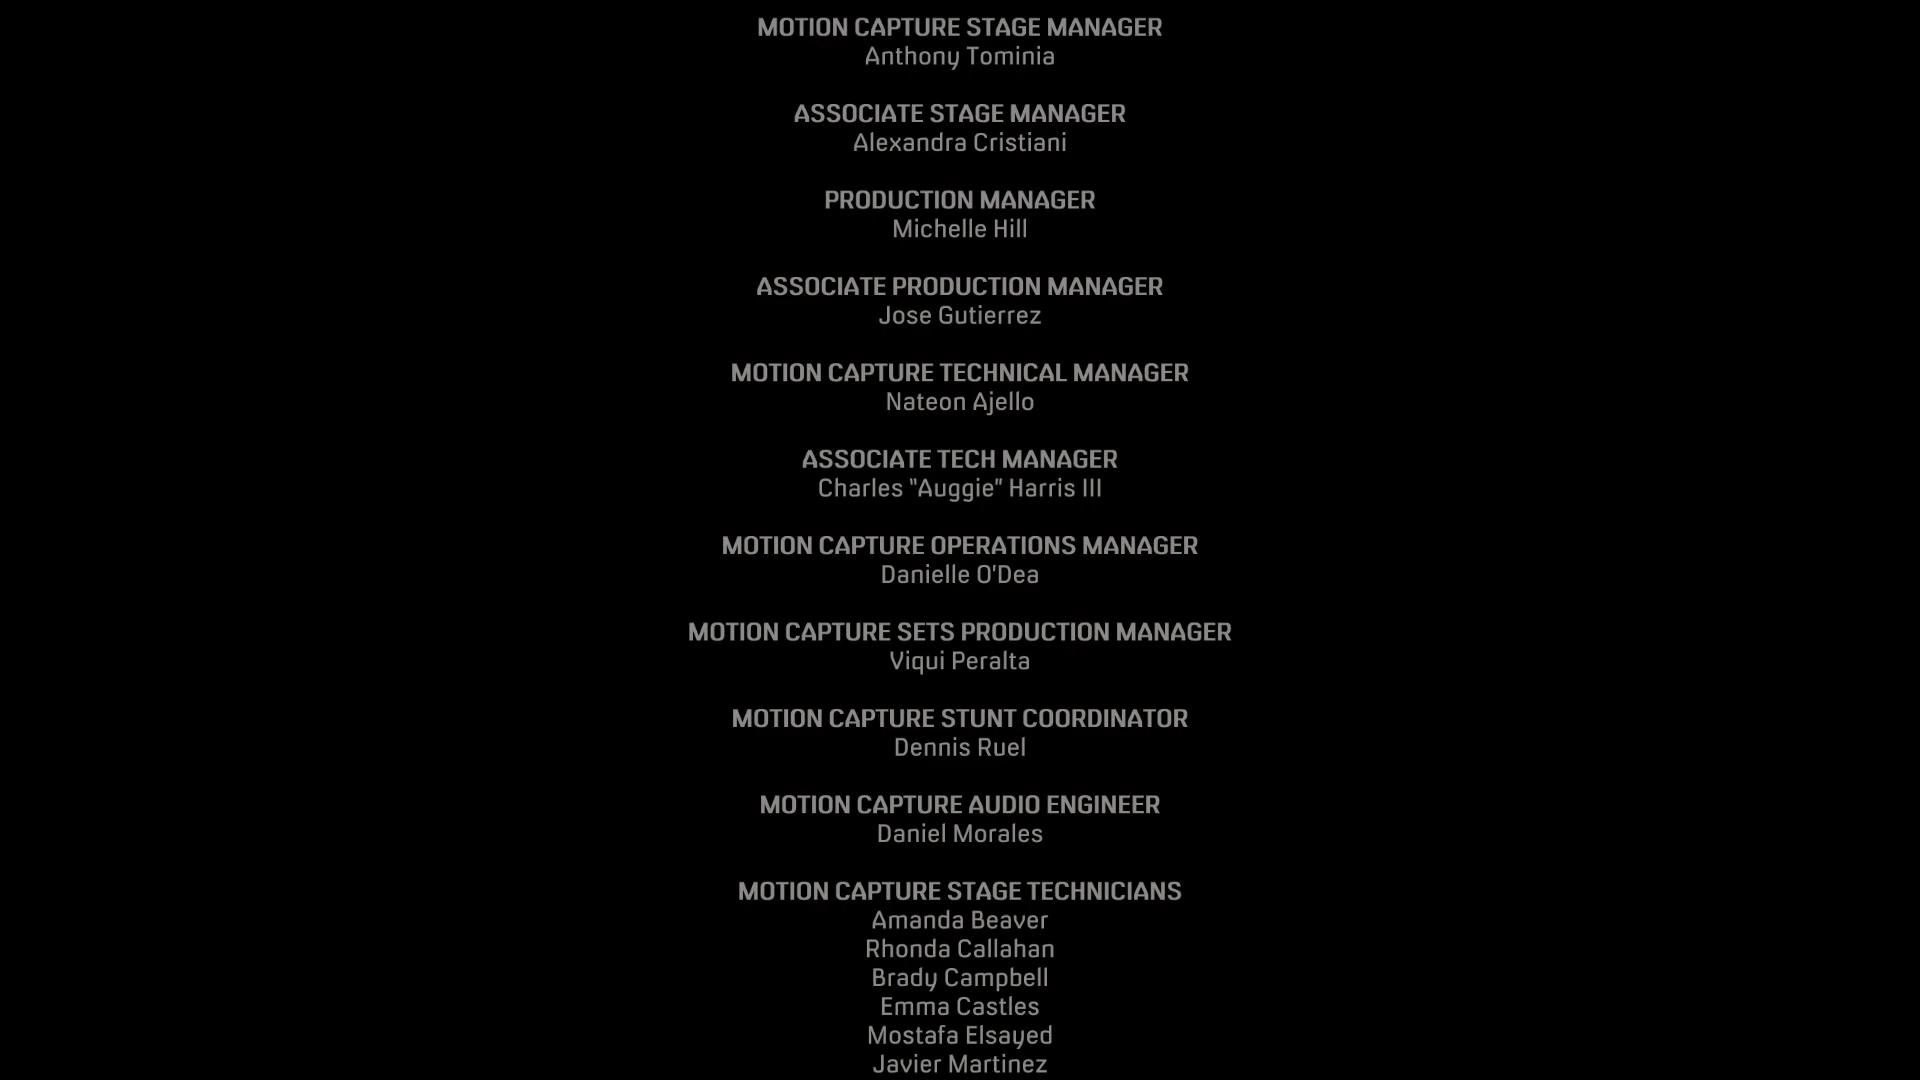 MOTION CAPTURE STAGE MANAGER
Anthony Tominia
ASSOCIATE STAGE MANAGER
Alexandra Cristiani
PRODUCTION MANAGER
Michelle Hill
ASSOCIATE PRODUCTION MANAGER
Jose Gutierrez
MOTION CAPTURE TECHNICAL MANAGER
Nateon Ajello
ASSOCIATE TECH MANAGER
Charles "Auggie" Harris III
MOTION CAPTURE OPERATIONS MANAGER
Danielle O'Dea
MOTION CAPTURE SETS PRODUCTION MANAGER
Viqui Peralta
MOTION CAPTURE STUNT COORDINATOR
Dennis Ruel
MOTION CAPTURE AUDIO ENGINEER
Daniel Morales
MOTION CAPTURE STAGE TECHNICIANS
Amanda Beaver
Rhonda Callahan
Brady Campbell
Emma Castles
Mostafa Elsayed
Javier Martinez